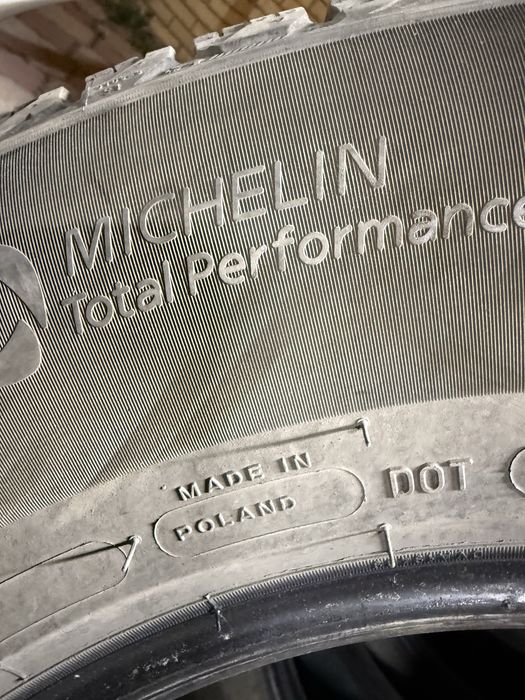 MICHELIN
Total Performance
MADE IN
POLAND
DOT